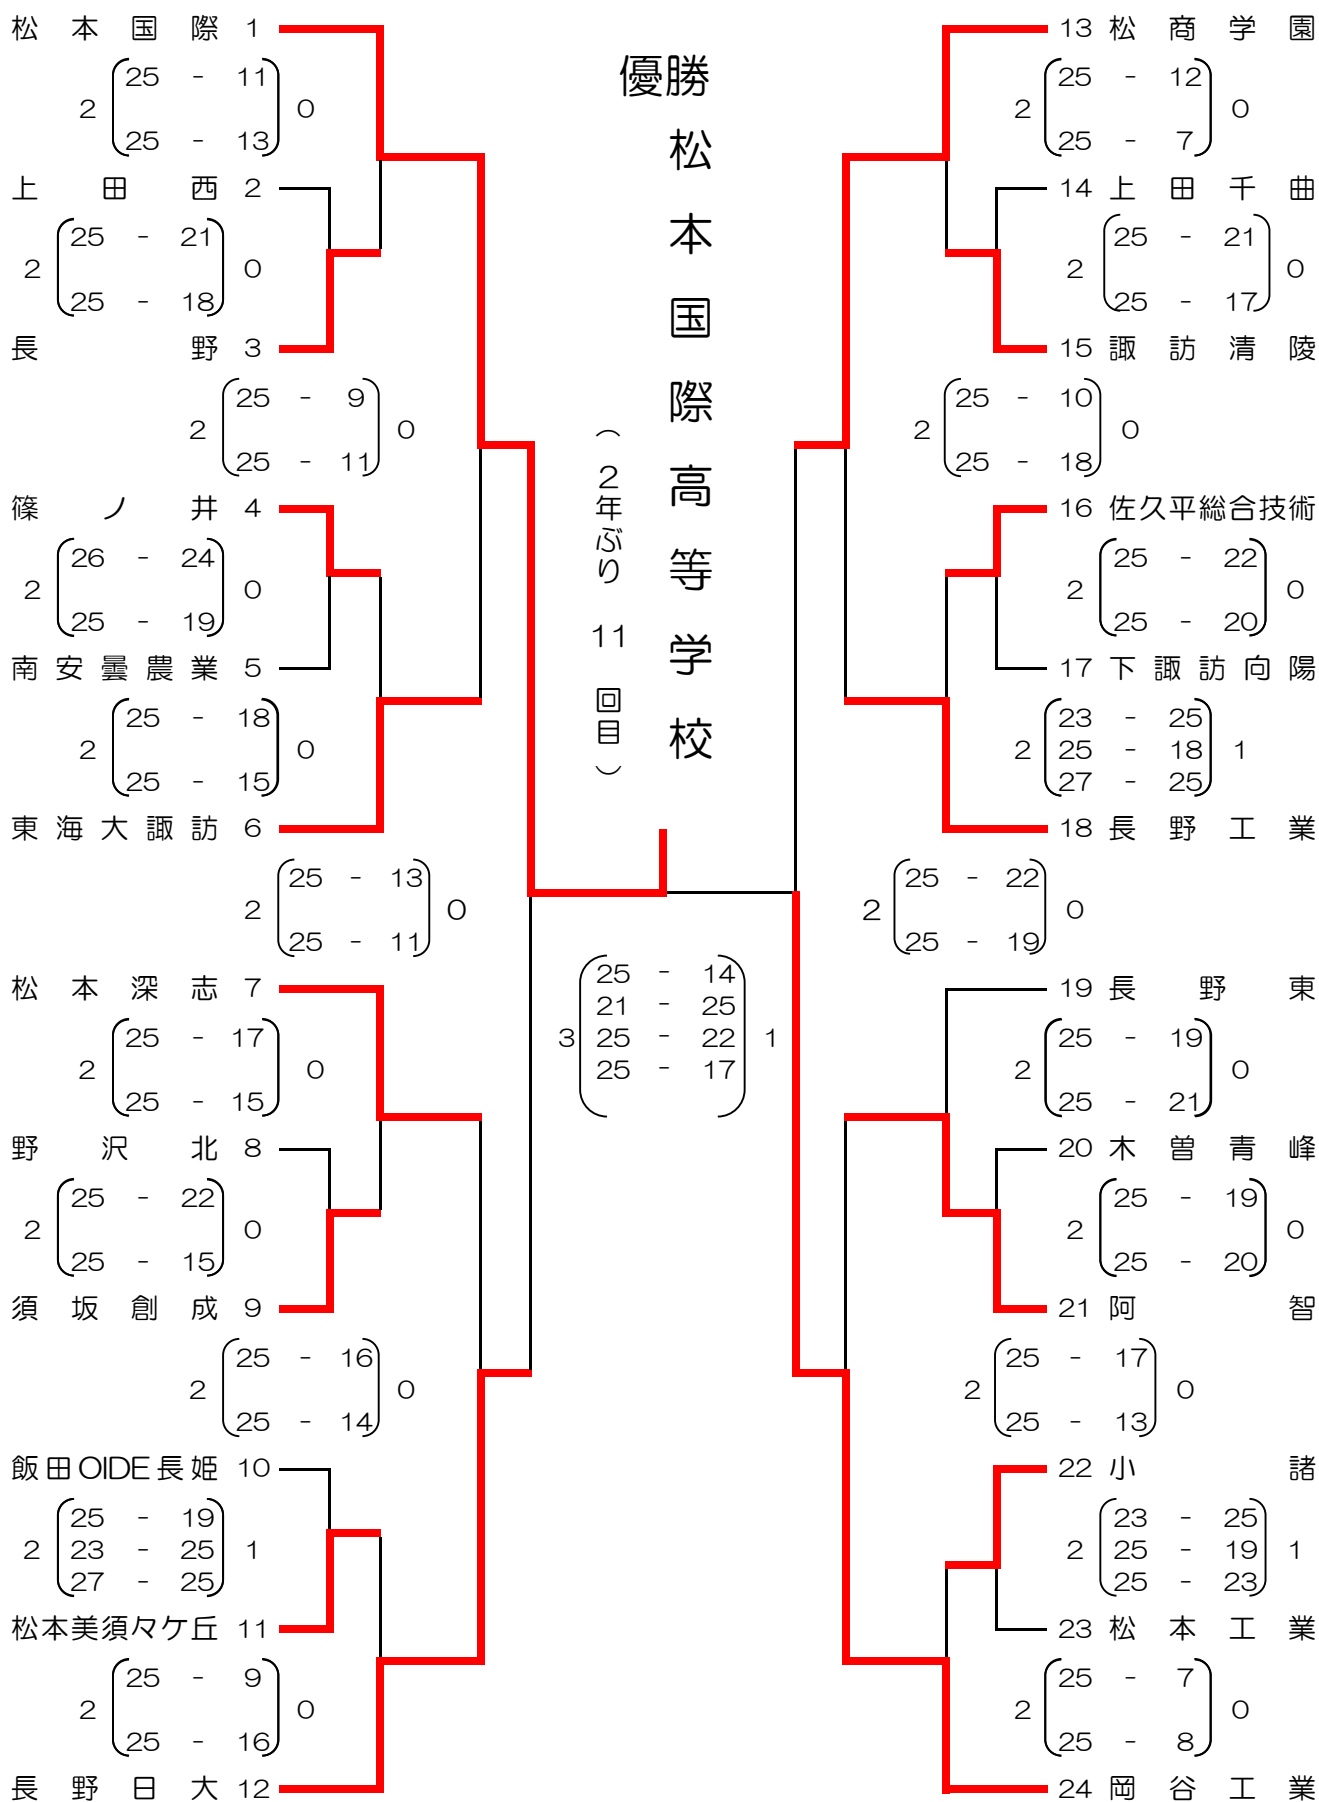 優勝
松本国際高等学校
（２年ぶり 11 回目）
松本国際 1
2 25 - 11 0
25 - 13
上田西 2
2 25 - 21 0
25 - 18
長野 3
2 25 - 9 0
25 - 11
篠ノ井 4
2 26 - 24 0
25 - 19
南安曇農業 5
2 25 - 18 0
25 - 15
東海大諏訪 6
2 25 - 13 0
25 - 11
松本深志 7
2 25 - 17 0
25 - 15
野沢北 8
2 25 - 22 0
25 - 15
須坂創成 9
2 25 - 16 0
25 - 14
飯田OIDE長姫 10
25 - 19
2 23 - 25 1
27 - 25
松本美須々ケ丘 11
2 25 - 9 0
25 - 16
長野日大 12
25 - 14
21 - 25
3 25 - 22 1
25 - 17
13 松商学園
2 25 - 12 0
25 - 7
14 上田千曲
2 25 - 21 0
25 - 17
15 諏訪清陵
2 25 - 10 0
25 - 18
16 佐久平総合技術
2 25 - 22 0
25 - 20
17 下諏訪向陽
23 - 25
2 25 - 18 1
27 - 25
18 長野工業
2 25 - 22 0
25 - 19
19 長野東
2 25 - 19 0
25 - 21
20 木曽青峰
2 25 - 19 0
25 - 20
21 阿智
2 25 - 17 0
25 - 13
22 小諸
23 - 25
2 25 - 19 1
25 - 23
23 松本工業
2 25 - 7 0
25 - 8
24 岡谷工業